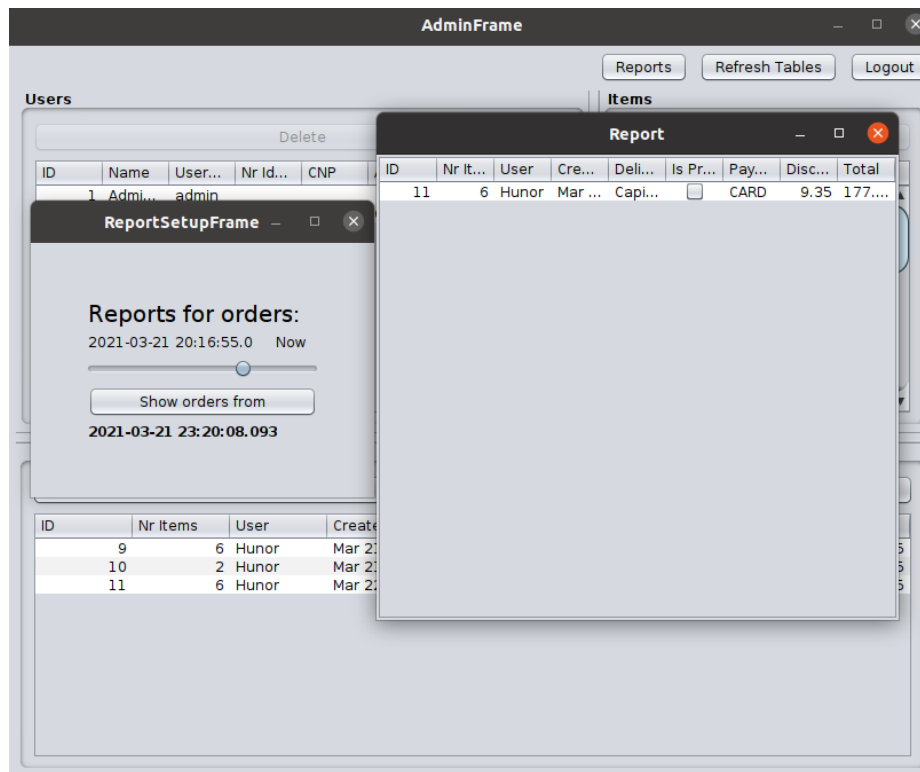 AdminFrame
Reports Refresh Tables Logout
Users Items
Delete
ID Name User... Nr Id... CNP
1 Admi... admin
Report
ID Nr It... User Cre... Deli... Is Pr... Pay... Disc... Total
11 6 Hunor Mar ... Capi... CARD 9.35 177....
ReportSetupFrame
Reports for orders:
2021-03-21 20:16:55.0 Now
Show orders from
2021-03-21 23:20:08.093
ID Nr Items User Create
9 6 Hunor Mar 2
10 2 Hunor Mar 2
11 6 Hunor Mar 2